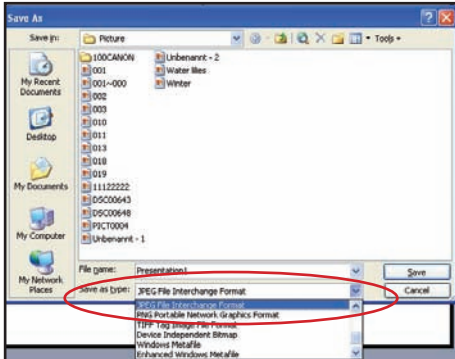 Save As
Save in: Picture Tools
My Recent Documents
Desktop
My Documents
My Computer
My Network Places
100CANON
001
001~000
002
003
010
011
013
018
019
11122222
DSC00643
DSC00648
PICT0004
Unbenannt - 1
Unbenannt - 2
Water lilies
Winter
File name: Presentation1 Save
Save as type: JPEG File Interchange Format Cancel
JPEG File Interchange Format
PNG Portable Network Graphics Format
TIFF Tag Image File Format
Device Independent Bitmap
Windows Metafile
Enhanced Windows Metafile